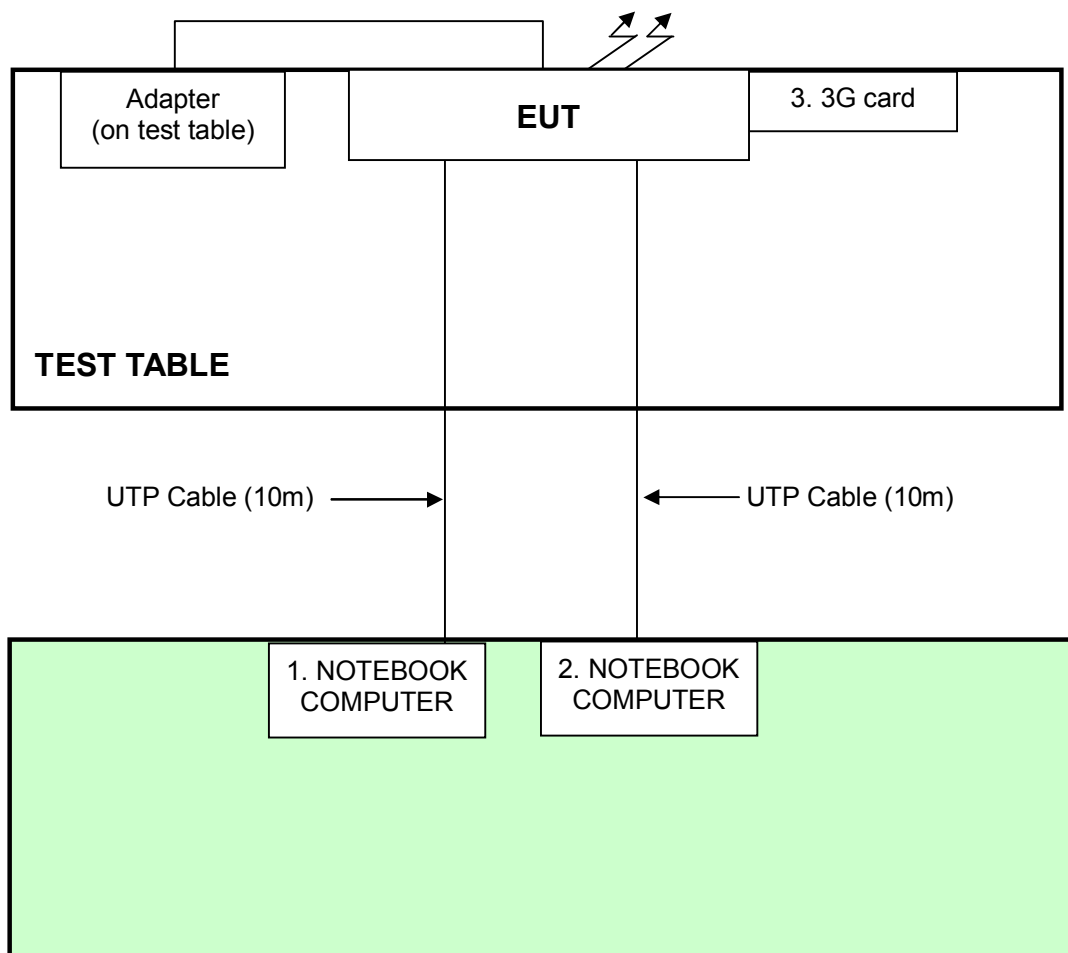 Adapter
(on test table)
EUT
3. 3G card
TEST TABLE
UTP Cable (10m)
UTP Cable (10m)
1. NOTEBOOK
COMPUTER
2. NOTEBOOK
COMPUTER